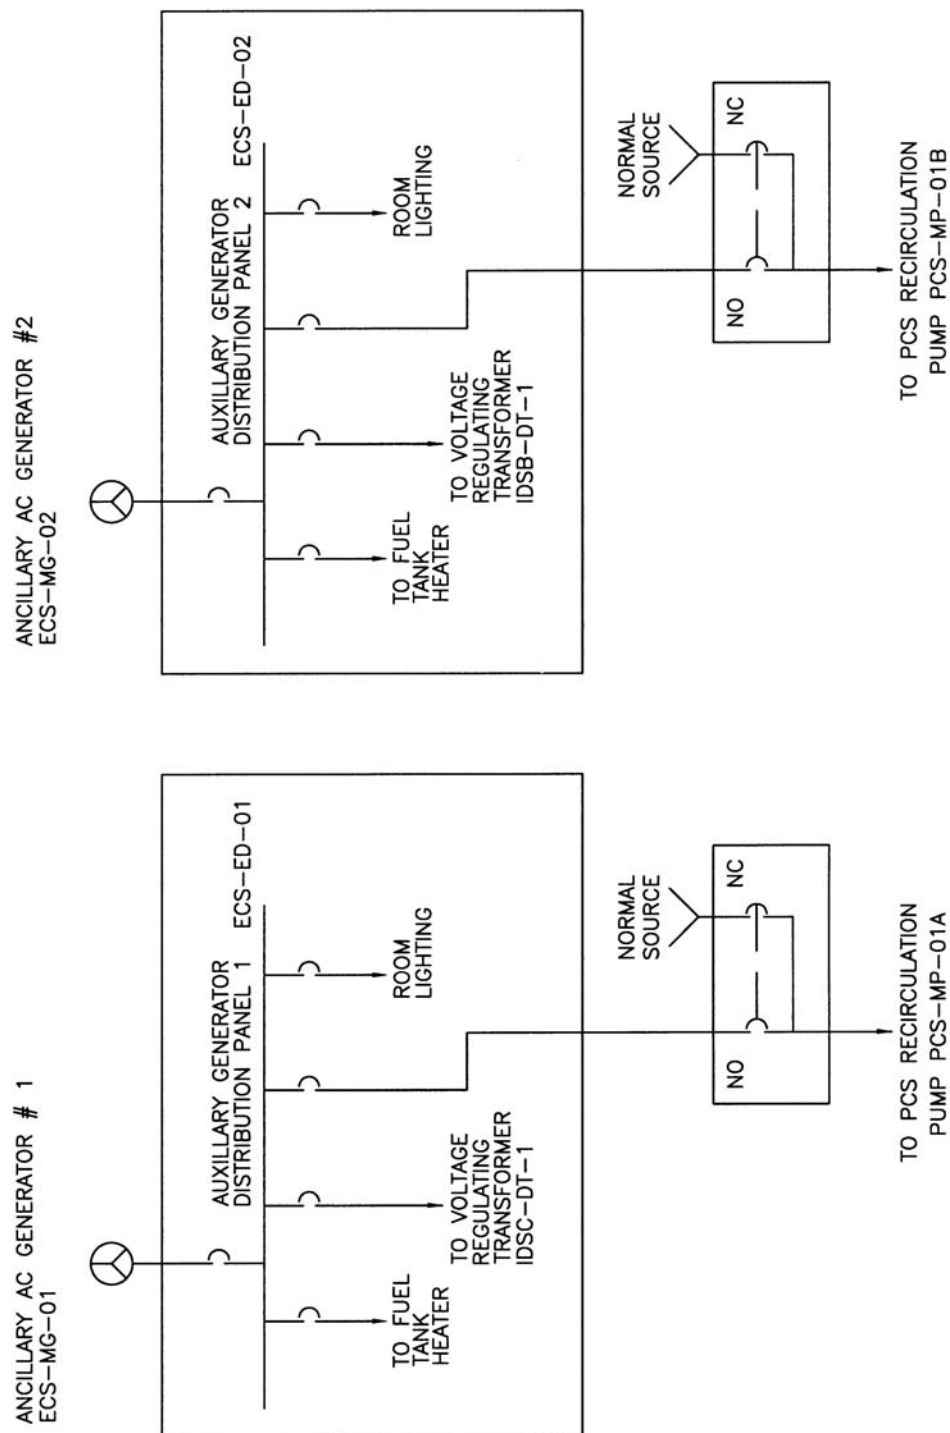 ANCILLARY AC GENERATOR # 1
ECS-MG-01
AUXILLARY GENERATOR
DISTRIBUTION PANEL 1 ECS-ED-01
TO FUEL
TANK
HEATER
TO VOLTAGE
REGULATING
TRANSFORMER
IDSC-DT-1
ROOM
LIGHTING
NORMAL
SOURCE
NO
NC
TO PCS RECIRCULATION
PUMP PCS-MP-01A
ANCILLARY AC GENERATOR #2
ECS-MG-02
AUXILLARY GENERATOR
DISTRIBUTION PANEL 2 ECS-ED-02
TO FUEL
TANK
HEATER
TO VOLTAGE
REGULATING
TRANSFORMER
IDSB-DT-1
ROOM
LIGHTING
NORMAL
SOURCE
NO
NC
TO PCS RECIRCULATION
PUMP PCS-MP-01B